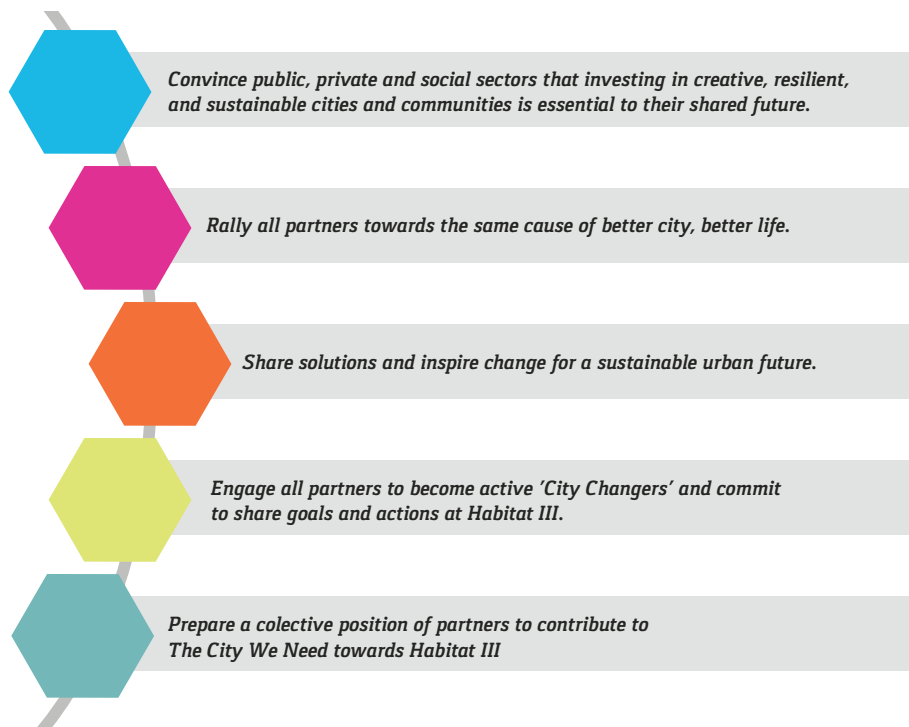 Convince public, private and social sectors that investing in creative, resilient,
and sustainable cities and communities is essential to their shared future.
Rally all partners towards the same cause of better city, better life.
Share solutions and inspire change for a sustainable urban future.
Engage all partners to become active 'City Changers' and commit
to share goals and actions at Habitat III.
Prepare a colective position of partners to contribute to
The City We Need towards Habitat III